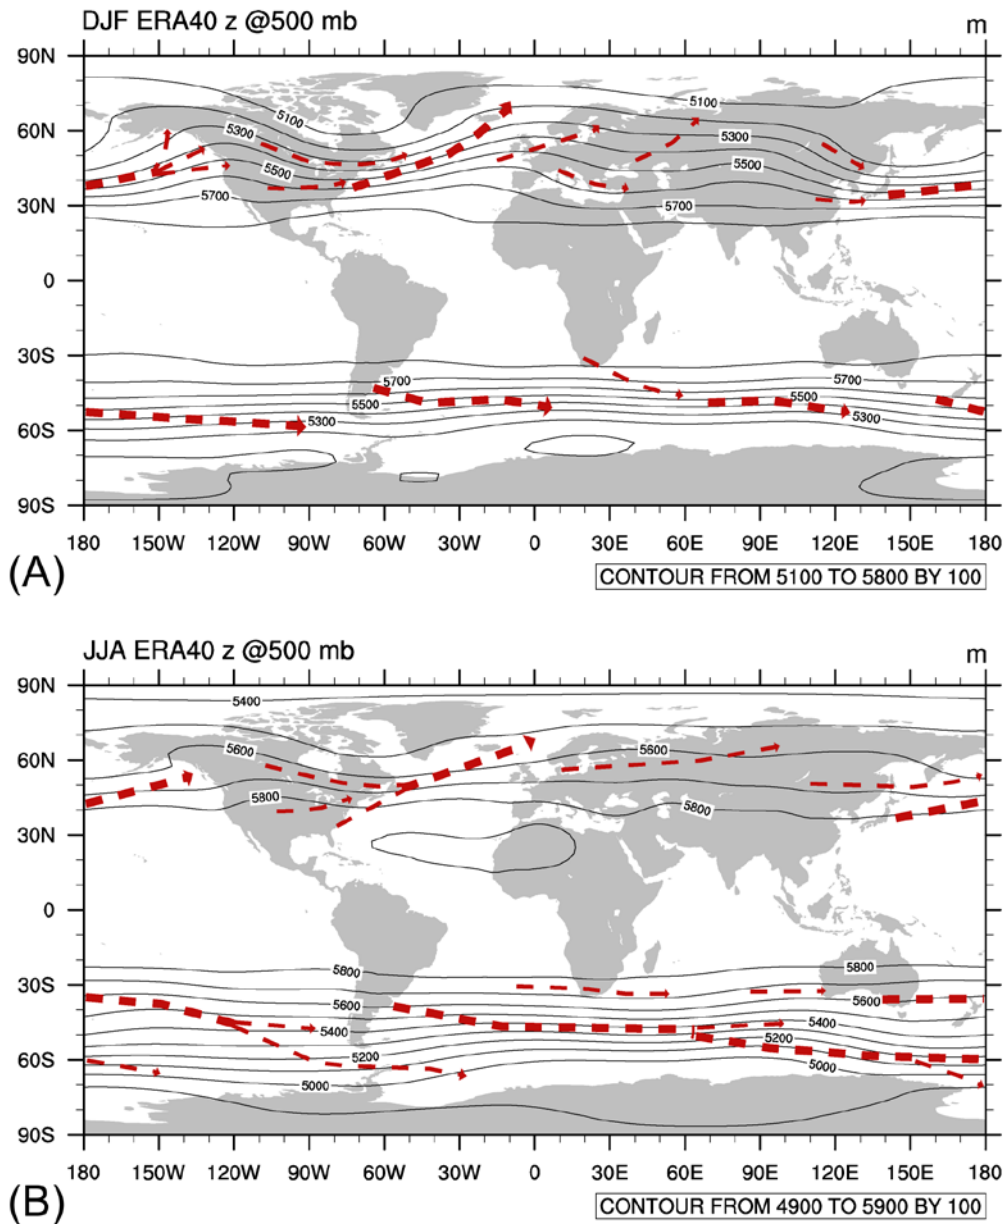 DJF ERA40 z @500 mb m
90N
60N
30N
0
30S
60S
90S
5100 5100
5300 5300
5500 5500
5700 5700
5700 5700
5500 5500
5300 5300
180 150W 120W 90W 60W 30W 0 30E 60E 90E 120E 150E 180
(A)
CONTOUR FROM 5100 TO 5800 BY 100
JJA ERA40 z @500 mb m
90N
60N
30N
0
30S
60S
90S
5400
5600 5600
5800 5800
5800 5800
5600 5600
5400 5400
5200 5200
5000 5000
180 150W 120W 90W 60W 30W 0 30E 60E 90E 120E 150E 180
(B)
CONTOUR FROM 4900 TO 5900 BY 100